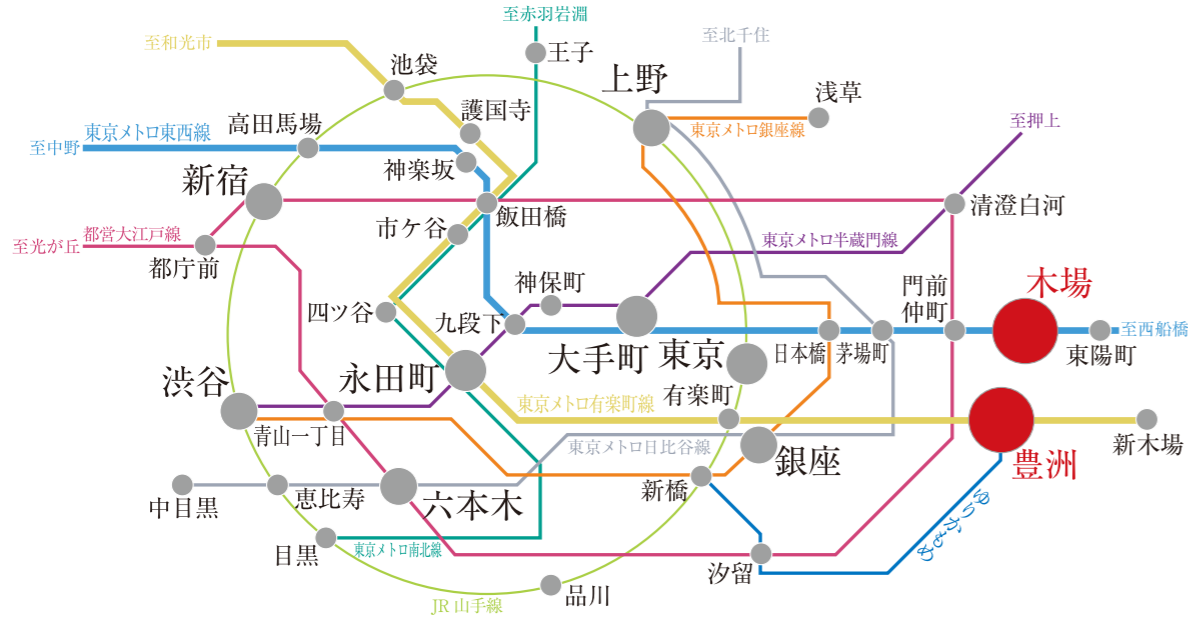 至赤羽岩淵
至和光市
至北千住
王子
池袋
上野
浅草
護国寺
高田馬場
東京メトロ東西線
東京メトロ銀座線
至押上
至中野
神楽坂
新宿
飯田橋
清澄白河
市ケ谷
都営大江戸線
至光が丘
東京メトロ半蔵門線
都庁前
神保町
門前
仲町
木場
四ツ谷
九段下
至西船橋
大手町
東京
日本橋
茅場町
東陽町
渋谷
永田町
有楽町
東京メトロ有楽町線
青山一丁目
東京メトロ日比谷線
銀座
豊洲
新木場
中目黒
恵比寿
六本木
新橋
ゆりかもめ
目黒
東京メトロ南北線
汐留
品川
JR 山手線